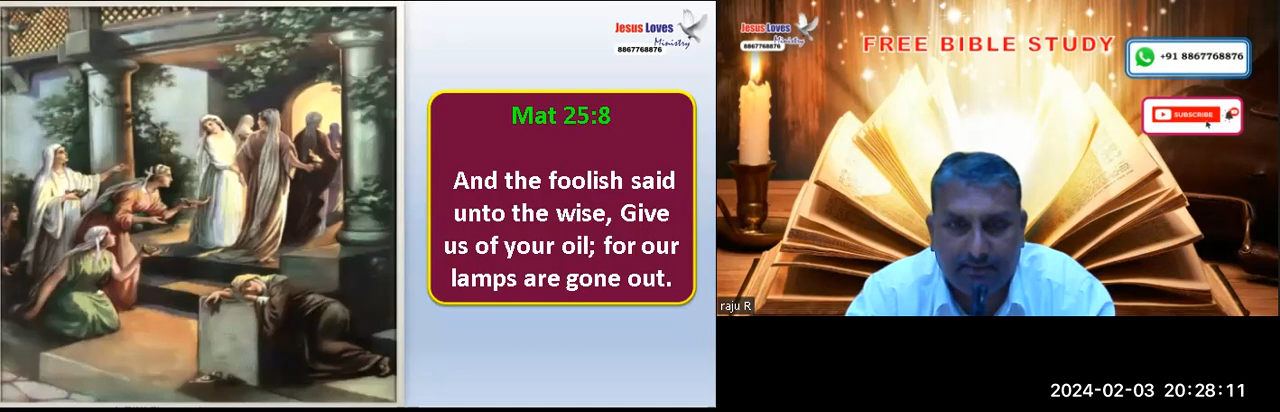 Jesus Loves
Ministry
8867768876
Mat 25:8
And the foolish said
unto the wise, Give
us of your oil; for our
lamps are gone out.
Jesus Loves
Ministry
8867768876
FREE BIBLE STUDY
+91 8867768876
SUBSCRIBE
raju R
2024-02-03 20:28:11